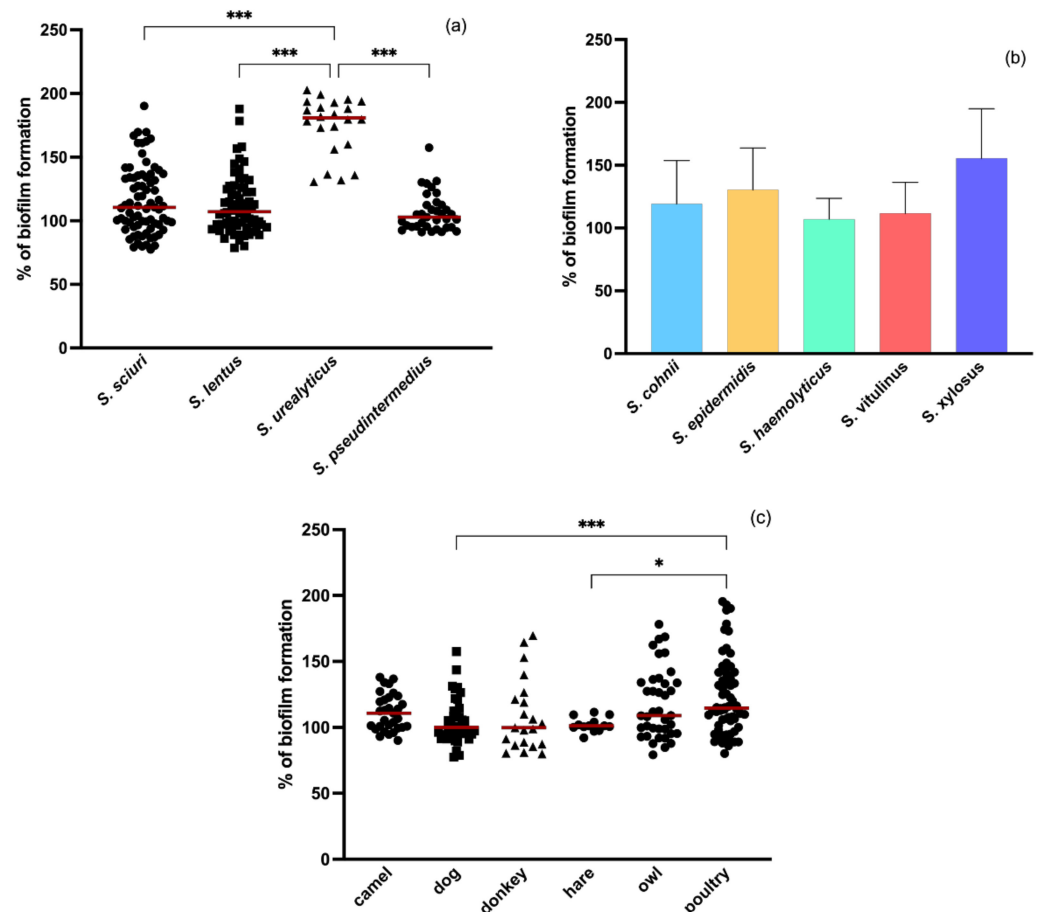 (a)
***
***
***
% of biofilm formation
250
200
150
100
50
0
S. sciuri
S. lentus
S. urealyticus
S. pseudintermedius
(b)
% of biofilm formation
250
200
150
100
50
0
S. cohnii
S. epidermidis
S. haemolyticus
S. vitulinus
S. xylosus
(c)
***
*
% of biofilm formation
250
200
150
100
50
0
camel
dog
donkey
hare
owl
poultry